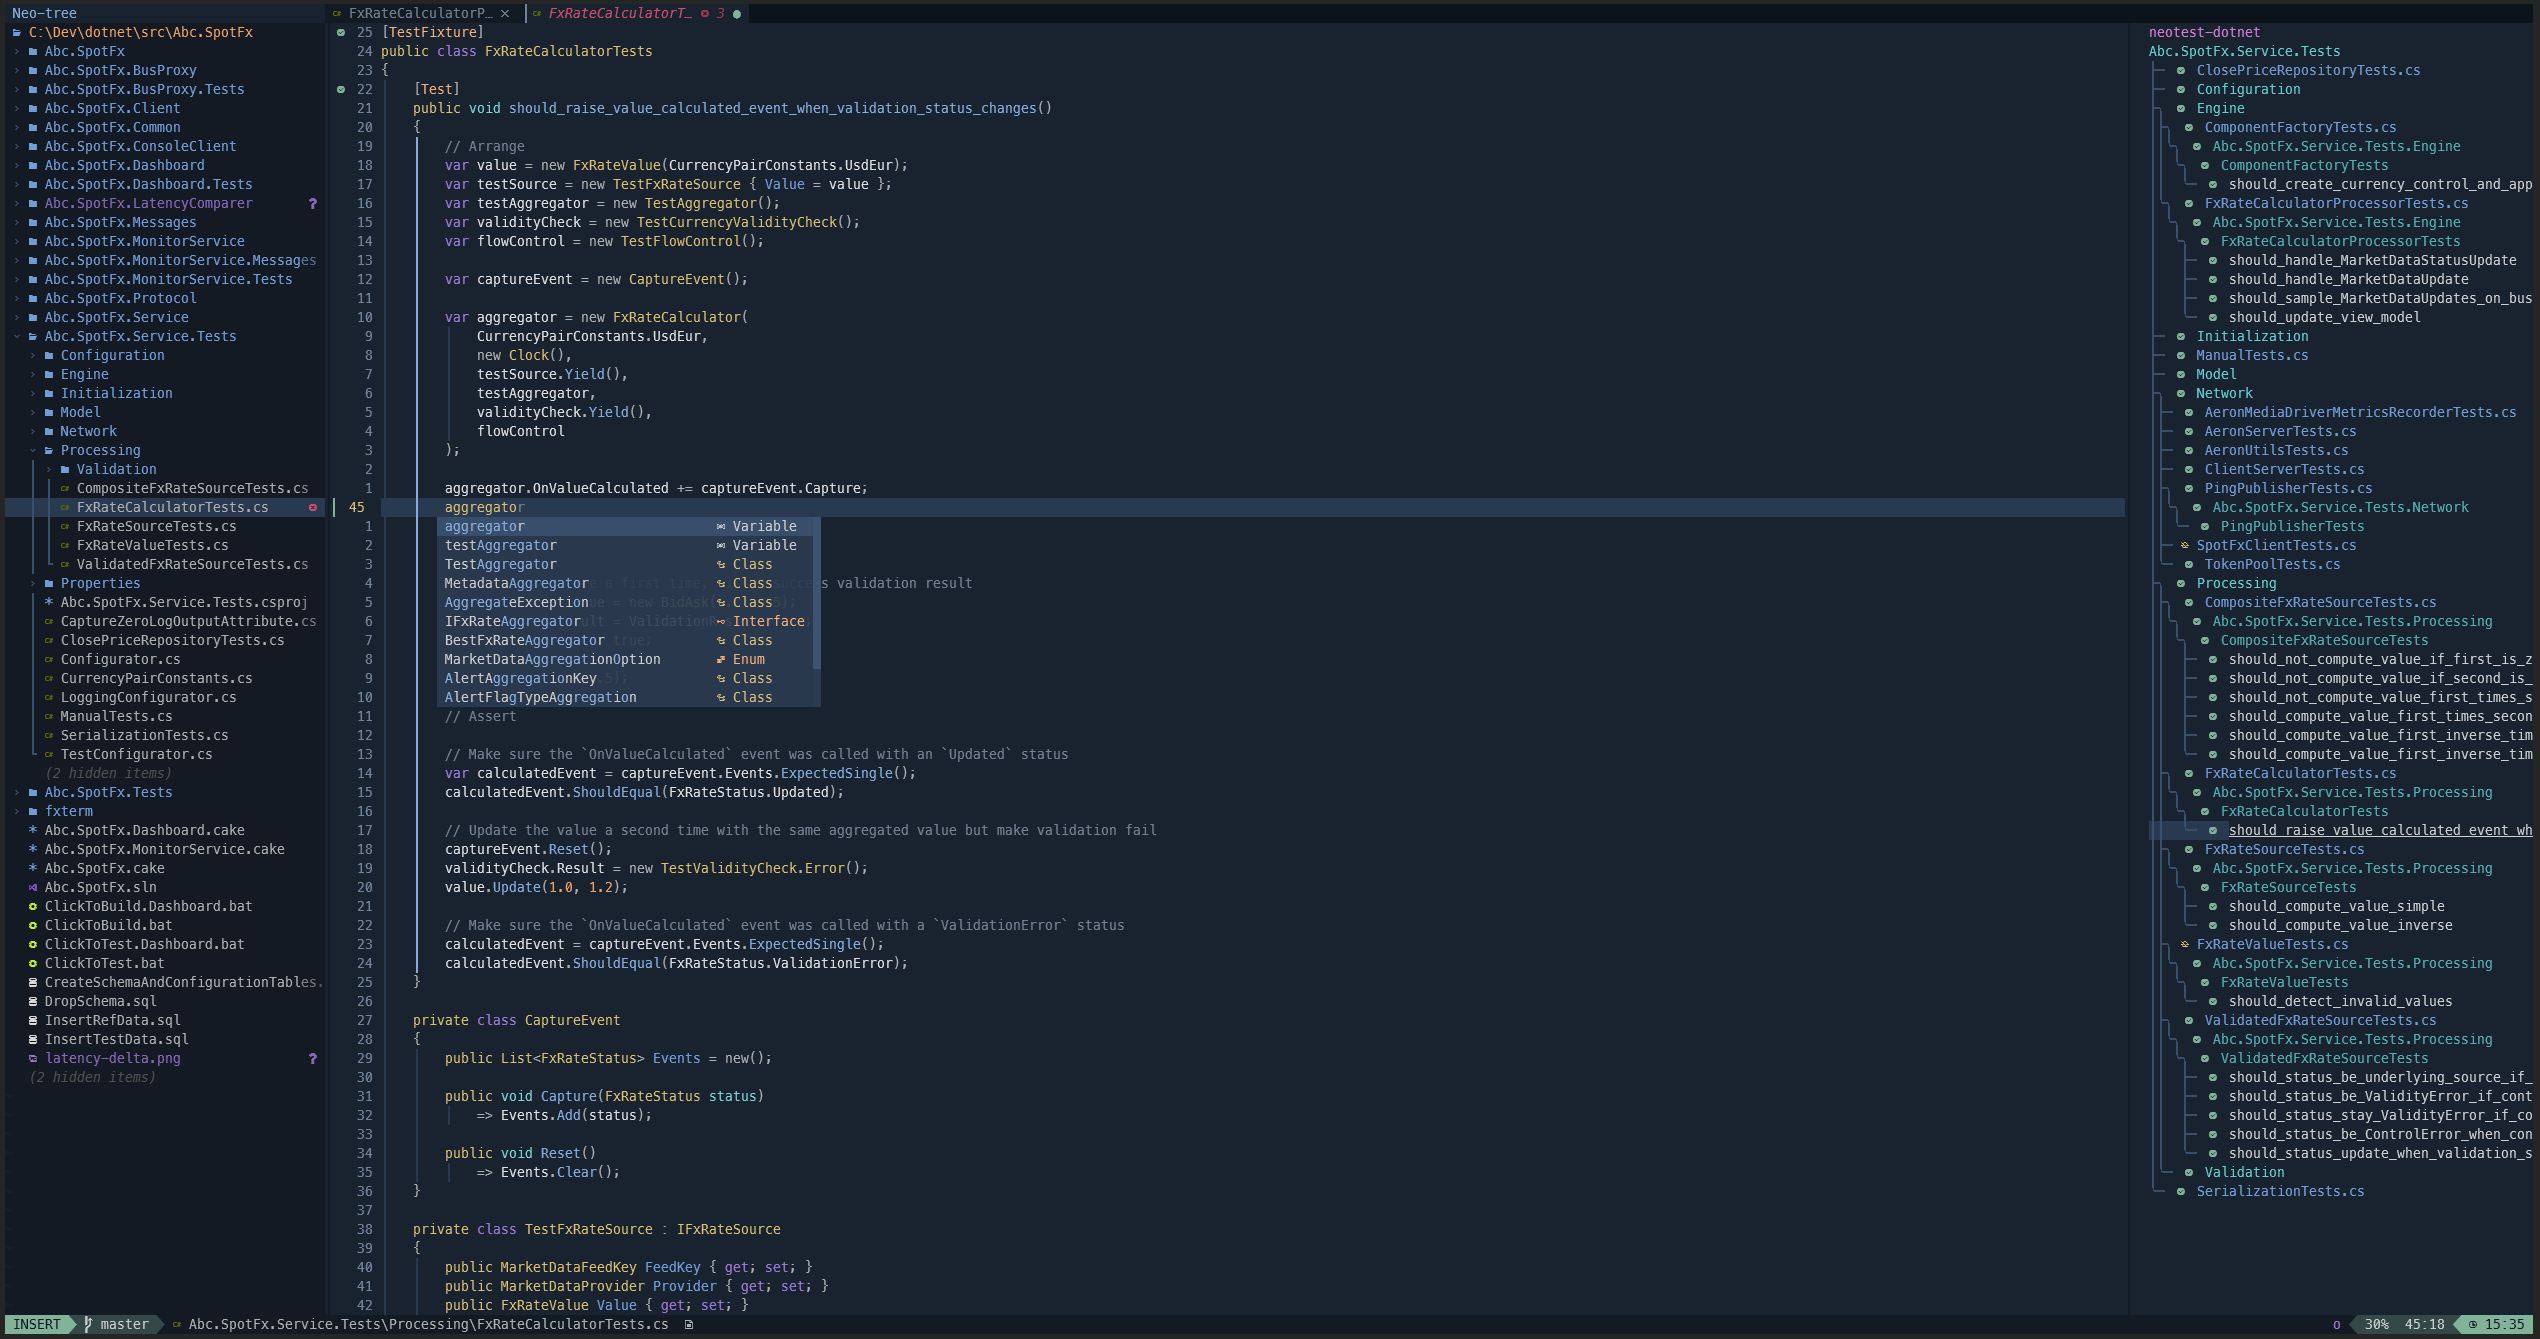 Neo-tree
C:\Dev\dotnet\src\Abc.SpotFx
Abc.SpotFx
Abc.SpotFx.BusProxy
Abc.SpotFx.BusProxy.Tests
Abc.SpotFx.Client
Abc.SpotFx.Common
Abc.SpotFx.ConsoleClient
Abc.SpotFx.Dashboard
Abc.SpotFx.Dashboard.Tests
Abc.SpotFx.LatencyComparer ?
Abc.SpotFx.Messages
Abc.SpotFx.MonitorService
Abc.SpotFx.MonitorService.Messages
Abc.SpotFx.MonitorService.Tests
Abc.SpotFx.Protocol
Abc.SpotFx.Service
Abc.SpotFx.Service.Tests
Configuration
Engine
Initialization
Model
Network
Processing
Validation
CompositeFxRateSourceTests.cs
FxRateCalculatorTests.cs
FxRateSourceTests.cs
FxRateValueTests.cs
ValidatedFxRateSourceTests.cs
Properties
Abc.SpotFx.Service.Tests.csproj
CaptureZeroLogOutputAttribute.cs
ClosePriceRepositoryTests.cs
Configurator.cs
CurrencyPairConstants.cs
LoggingConfigurator.cs
ManualTests.cs
SerializationTests.cs
TestConfigurator.cs
(2 hidden items)
Abc.SpotFx.Tests
fxterm
Abc.SpotFx.Dashboard.cake
Abc.SpotFx.MonitorService.cake
Abc.SpotFx.cake
Abc.SpotFx.sln
ClickToBuild.Dashboard.bat
ClickToBuild.bat
ClickToTest.Dashboard.bat
ClickToTest.bat
CreateSchemaAndConfigurationTables.
DropSchema.sql
InsertRefData.sql
InsertTestData.sql
latency-delta.png ?
(2 hidden items)
FxRateCalculatorP… ×
FxRateCalculatorT… 3
25 [TestFixture]
24 public class FxRateCalculatorTests
23 {
22 [Test]
21 public void should_raise_value_calculated_event_when_validation_status_changes()
20 {
19 // Arrange
18 var value = new FxRateValue(CurrencyPairConstants.UsdEur);
17 var testSource = new TestFxRateSource { Value = value };
16 var testAggregator = new TestAggregator();
15 var validityCheck = new TestCurrencyValidityCheck();
14 var flowControl = new TestFlowControl();
13
12 var captureEvent = new CaptureEvent();
11
10 var aggregator = new FxRateCalculator(
9 CurrencyPairConstants.UsdEur,
8 new Clock(),
7 testSource.Yield(),
6 testAggregator,
5 validityCheck.Yield(),
4 flowControl
3 );
2
1 aggregator.OnValueCalculated += captureEvent.Capture;
45 aggregator
1 aggregator Variable
2 testAggregator Variable
3 TestAggregator Class
4 MetadataAggregator Class s validation result
5 AggregateException Class
6 IFxRateAggregator Interface
7 BestFxRateAggregator Class
8 MarketDataAggregationOption Enum
9 AlertAggregationKey Class
10 AlertFlagTypeAggregation Class
11 // Assert
12
13 // Make sure the `OnValueCalculated` event was called with an `Updated` status
14 var calculatedEvent = captureEvent.Events.ExpectedSingle();
15 calculatedEvent.ShouldEqual(FxRateStatus.Updated);
16
17 // Update the value a second time with the same aggregated value but make validation fail
18 captureEvent.Reset();
19 validityCheck.Result = new TestValidityCheck.Error();
20 value.Update(1.0, 1.2);
21
22 // Make sure the `OnValueCalculated` event was called with a `ValidationError` status
23 calculatedEvent = captureEvent.Events.ExpectedSingle();
24 calculatedEvent.ShouldEqual(FxRateStatus.ValidationError);
25 }
26
27 private class CaptureEvent
28 {
29 public List<FxRateStatus> Events = new();
30
31 public void Capture(FxRateStatus status)
32 => Events.Add(status);
33
34 public void Reset()
35 => Events.Clear();
36 }
37
38 private class TestFxRateSource : IFxRateSource
39 {
40 public MarketDataFeedKey FeedKey { get; set; }
41 public MarketDataProvider Provider { get; set; }
42 public FxRateValue Value { get; set; }
neotest-dotnet
Abc.SpotFx.Service.Tests
ClosePriceRepositoryTests.cs
Configuration
Engine
ComponentFactoryTests.cs
Abc.SpotFx.Service.Tests.Engine
ComponentFactoryTests
should_create_currency_control_and_app
FxRateCalculatorProcessorTests.cs
Abc.SpotFx.Service.Tests.Engine
FxRateCalculatorProcessorTests
should_handle_MarketDataStatusUpdate
should_handle_MarketDataUpdate
should_sample_MarketDataUpdates_on_bus
should_update_view_model
Initialization
ManualTests.cs
Model
Network
AeronMediaDriverMetricsRecorderTests.cs
AeronServerTests.cs
AeronUtilsTests.cs
ClientServerTests.cs
PingPublisherTests.cs
Abc.SpotFx.Service.Tests.Network
PingPublisherTests
SpotFxClientTests.cs
TokenPoolTests.cs
Processing
CompositeFxRateSourceTests.cs
Abc.SpotFx.Service.Tests.Processing
CompositeFxRateSourceTests
should_not_compute_value_if_first_is_z
should_not_compute_value_if_second_is_
should_not_compute_value_first_times_s
should_compute_value_first_times_secon
should_compute_value_first_inverse_tim
should_compute_value_first_inverse_tim
FxRateCalculatorTests.cs
Abc.SpotFx.Service.Tests.Processing
FxRateCalculatorTests
should_raise_value_calculated_event_wh
FxRateSourceTests.cs
Abc.SpotFx.Service.Tests.Processing
FxRateSourceTests
should_compute_value_simple
should_compute_value_inverse
FxRateValueTests.cs
Abc.SpotFx.Service.Tests.Processing
FxRateValueTests
should_detect_invalid_values
ValidatedFxRateSourceTests.cs
Abc.SpotFx.Service.Tests.Processing
ValidatedFxRateSourceTests
should_status_be_underlying_source_if_
should_status_be_ValidityError_if_cont
should_status_stay_ValidityError_if_co
should_status_be_ControlError_when_con
should_status_update_when_validation_s
Validation
SerializationTests.cs
INSERT master Abc.SpotFx.Service.Tests\Processing\FxRateCalculatorTests.cs o 30% 45:18 15:35